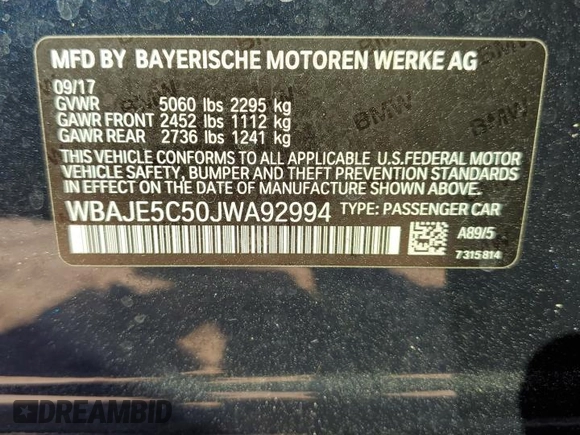 MFD BY BAYERISCHE MOTOREN WERKE AG
09/17
GVWR 5060 lbs 2295 kg
GAWR FRONT 2452 lbs 1112 kg
GAWR REAR 2736 lbs 1241 kg
THIS VEHICLE CONFORMS TO ALL APPLICABLE U.S.FEDERAL MOTOR
VEHICLE SAFETY, BUMPER AND THEFT PREVENTION STANDARDS
IN EFFECT ON THE DATE OF MANUFACTURE SHOWN ABOVE.
WBAJE5C50JWA92994 TYPE: PASSENGER CAR
A89/5
7315814
BMW
DREAMBID